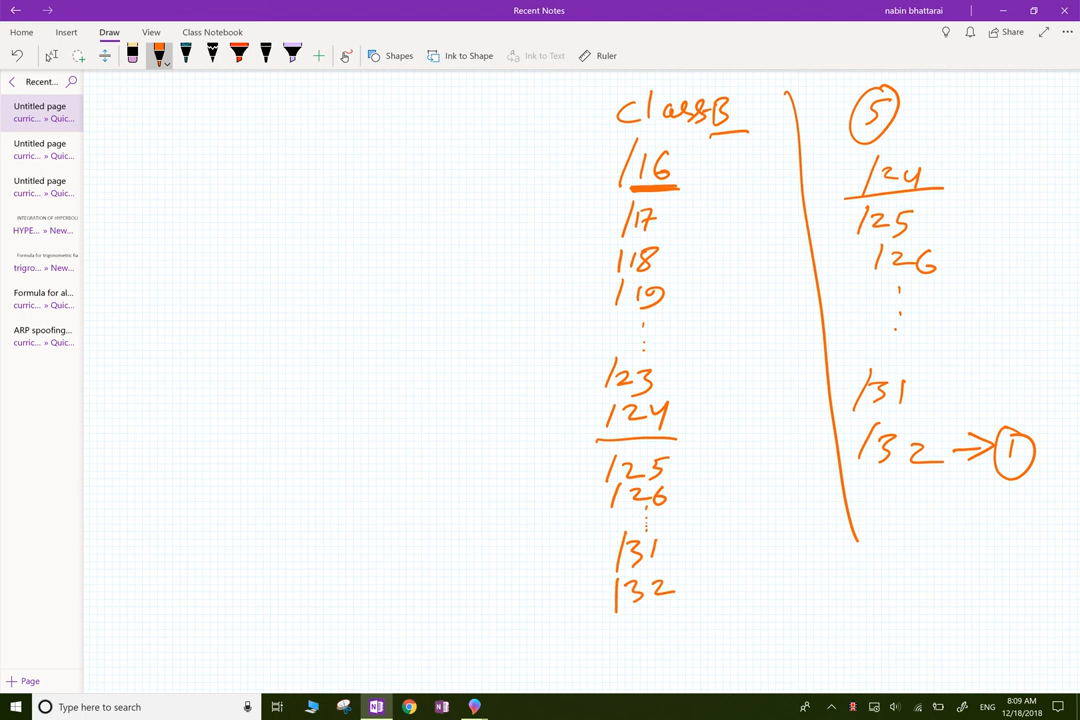 Recent Notes
nabin bhattarai
Home Insert Draw View Class Notebook
Share
Shapes Ink to Shape Ink to Text Ruler
Recent...
Untitled page
curric... » Quic...
Untitled page
curric... » Quic...
Untitled page
curric... » Quic...
INTEGRATION OF HYPERBOL
HYPE... » New...
Formula for trigonometric fu
trigro... » New...
Formula for al...
curric... » Quic...
ARP spoofing...
curric... » Quic...
+ Page
Class B
/16
/17
/18
/19
/23
/24
/25
/26
/31
/32
5
/24
/25
/26
/31
/32 → 1
Type here to search
ENG
8:09 AM
12/18/2018